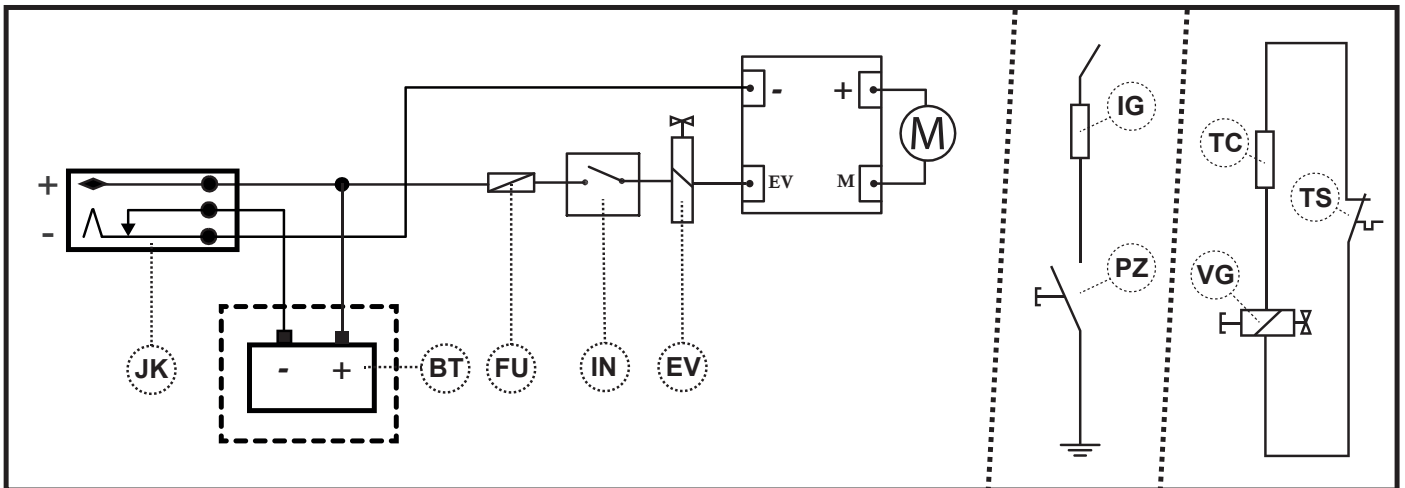 +
-
JK
-
+
BT
FU
IN
EV
-
+
EV
M
M
IG
PZ
TC
TS
VG